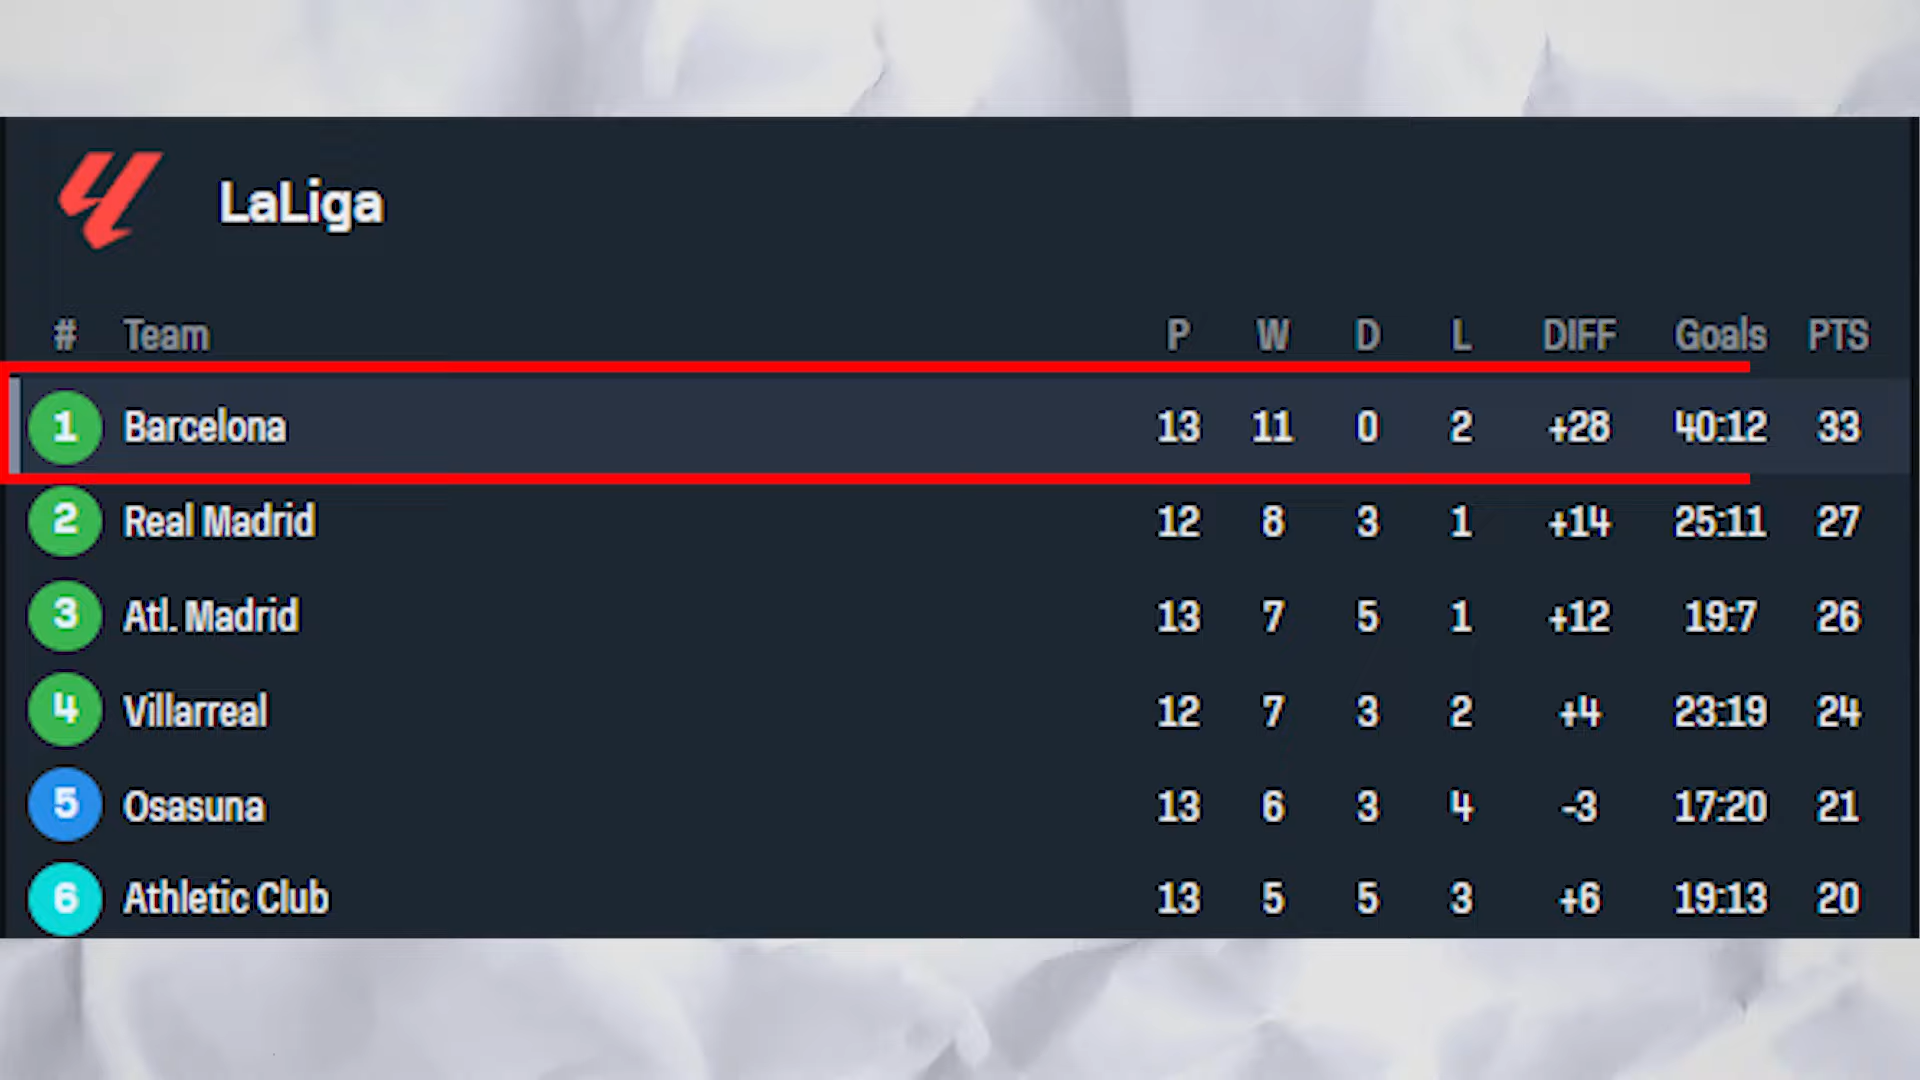 LaLiga
# Team P W D L DIFF Goals PTS
1 Barcelona 13 11 0 2 +28 40:12 33
2 Real Madrid 12 8 3 1 +14 25:11 27
3 Atl. Madrid 13 7 5 1 +12 19:7 26
4 Villarreal 12 7 3 2 +4 23:19 24
5 Osasuna 13 6 3 4 -3 17:20 21
6 Athletic Club 13 5 5 3 +6 19:13 20